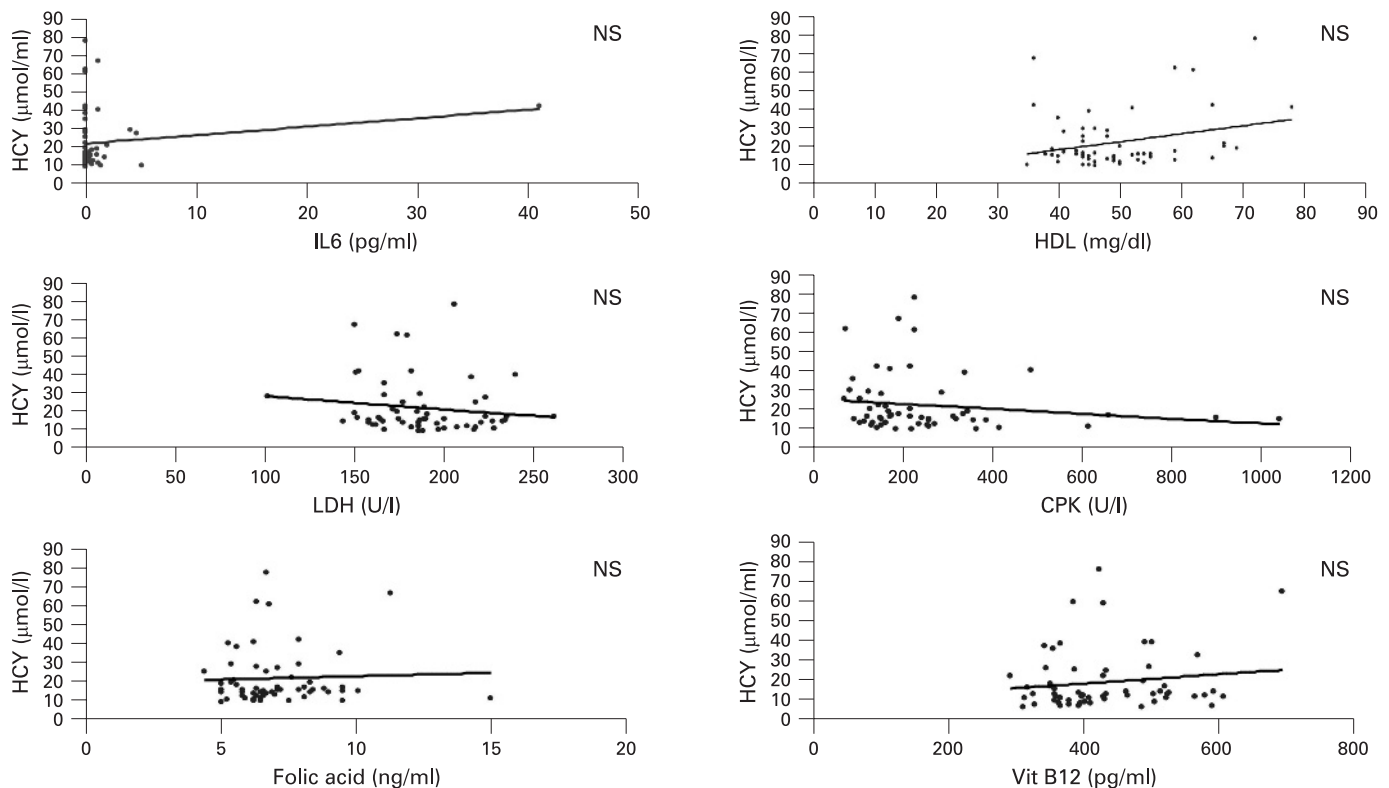 90
80
70
60
50
40
30
20
10
0
HCY (µmol/ml)
NS
0 10 20 30 40 50
IL6 (pg/ml)
90
80
70
60
50
40
30
20
10
0
HCY (µmol/l)
NS
0 10 20 30 40 50 60 70 80 90
HDL (mg/dl)
90
80
70
60
50
40
30
20
10
0
HCY (µmol/l)
NS
0 50 100 150 200 250 300
LDH (U/l)
90
80
70
60
50
40
30
20
10
0
HCY (µmol/l)
NS
0 200 400 600 800 1000 1200
CPK (U/l)
90
80
70
60
50
40
30
20
10
0
HCY (µmol/l)
NS
0 5 10 15 20
Folic acid (ng/ml)
90
80
70
60
50
40
30
20
10
0
HCY (µmol/ml)
NS
0 200 400 600 800
Vit B12 (pg/ml)